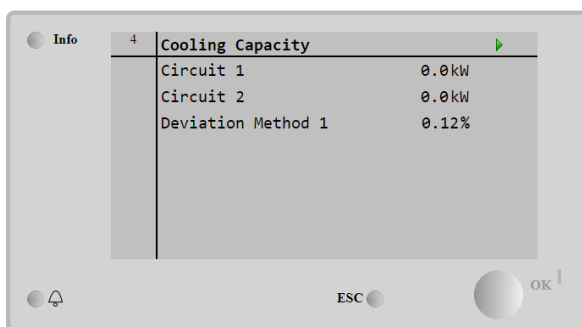 Info
4 Cooling Capacity
Circuit 1 0.0kW
Circuit 2 0.0kW
Deviation Method 1 0.12%
ESC
OK